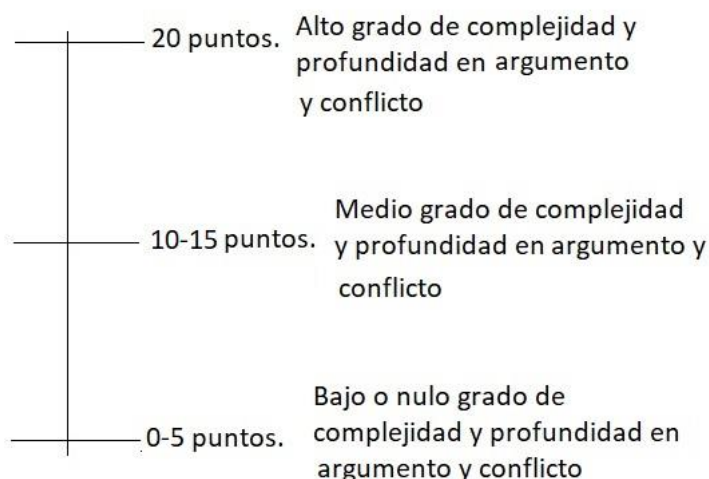 20 puntos. Alto grado de complejidad y
profundidad en argumento
y conflicto
Medio grado de complejidad
10-15 puntos. y profundidad en argumento y
conflicto
Bajo o nulo grado de
0-5 puntos. complejidad y profundidad en
argumento y conflicto